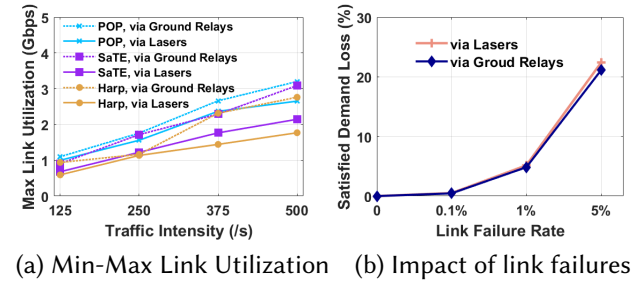 Max Link Utilization (Gbps)
5
4
3
2
1
0
125
250
375
500
Traffic Intensity (/s)
POP, via Ground Relays
POP, via Lasers
SaTE, via Ground Relays
SaTE, via Lasers
Harp, via Ground Relays
Harp, via Lasers
(a) Min-Max Link Utilization
Satisfied Demand Loss (%)
30
20
10
0
0
0.1%
1%
5%
Link Failure Rate
via Lasers
via Groud Relays
(b) Impact of link failures